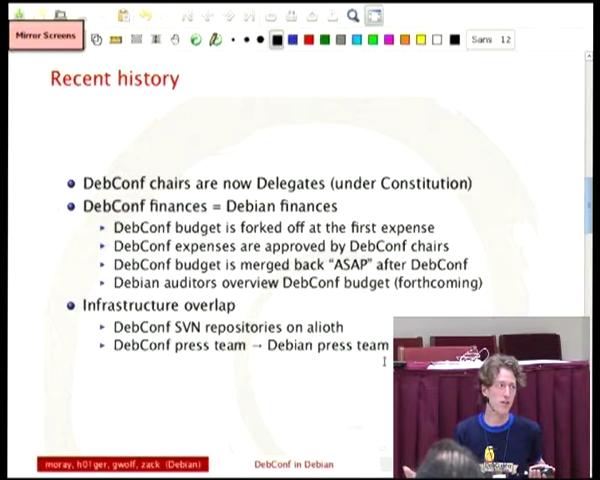 Mirror Screens
Sans 12
Recent history
DebConf chairs are now Delegates (under Constitution)
DebConf finances = Debian finances
DebConf budget is forked off at the first expense
DebConf expenses are approved by DebConf chairs
DebConf budget is merged back "ASAP" after DebConf
Debian auditors overview DebConf budget (forthcoming)
Infrastructure overlap
DebConf SVN repositories on alioth
DebConf press team → Debian press team
moray, h01ger, gwolf, zack (Debian)
DebConf in Debian